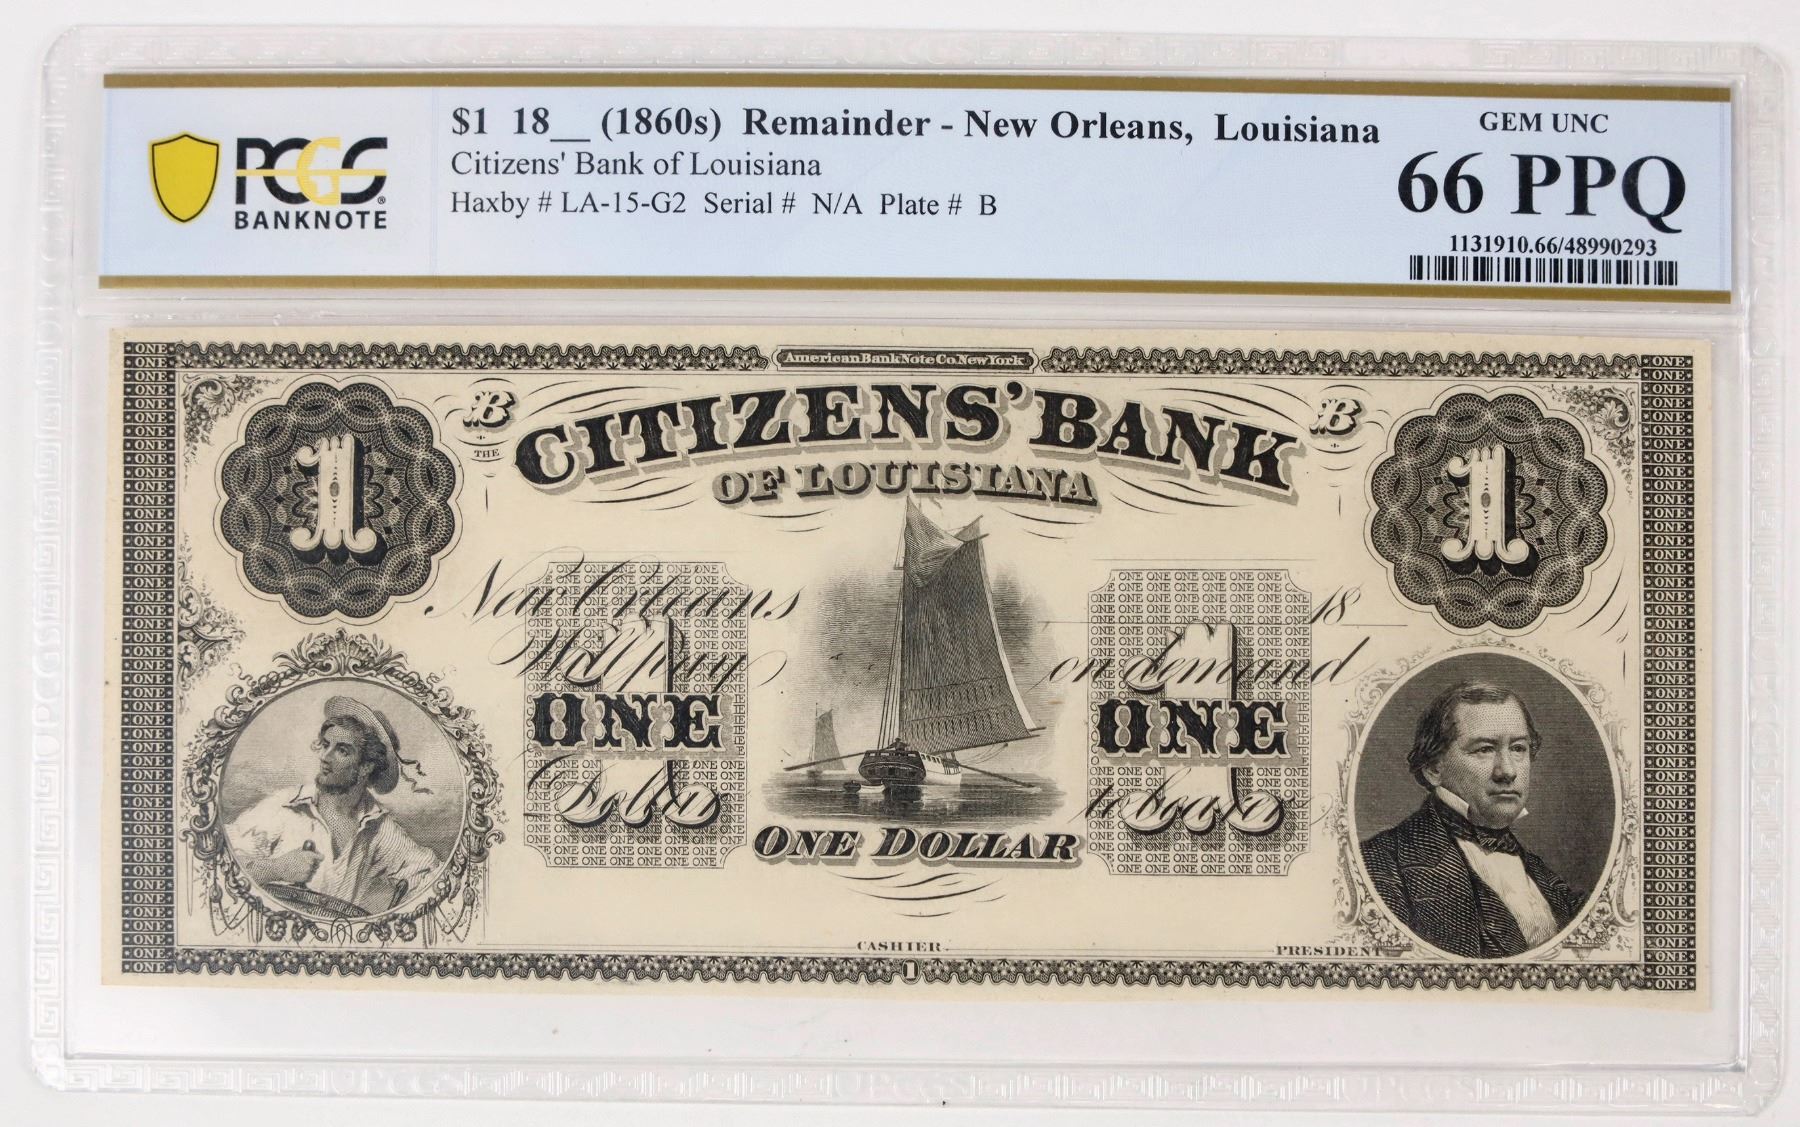 PCGS
BANKNOTE
$1 18__ (1860s) Remainder - New Orleans, Louisiana
Citizens' Bank of Louisiana
Haxby # LA-15-G2 Serial # N/A Plate # B
GEM UNC
66 PPQ
1131910.66/48990293
American Bank Note Co. New York
B B
THE
CITIZENS' BANK
OF LOUISIANA
1 1
New Orleans 18
Will pay on demand
ONE ONE
Dollar to bearer
ONE DOLLAR
CASHIER.
PRESIDENT
1